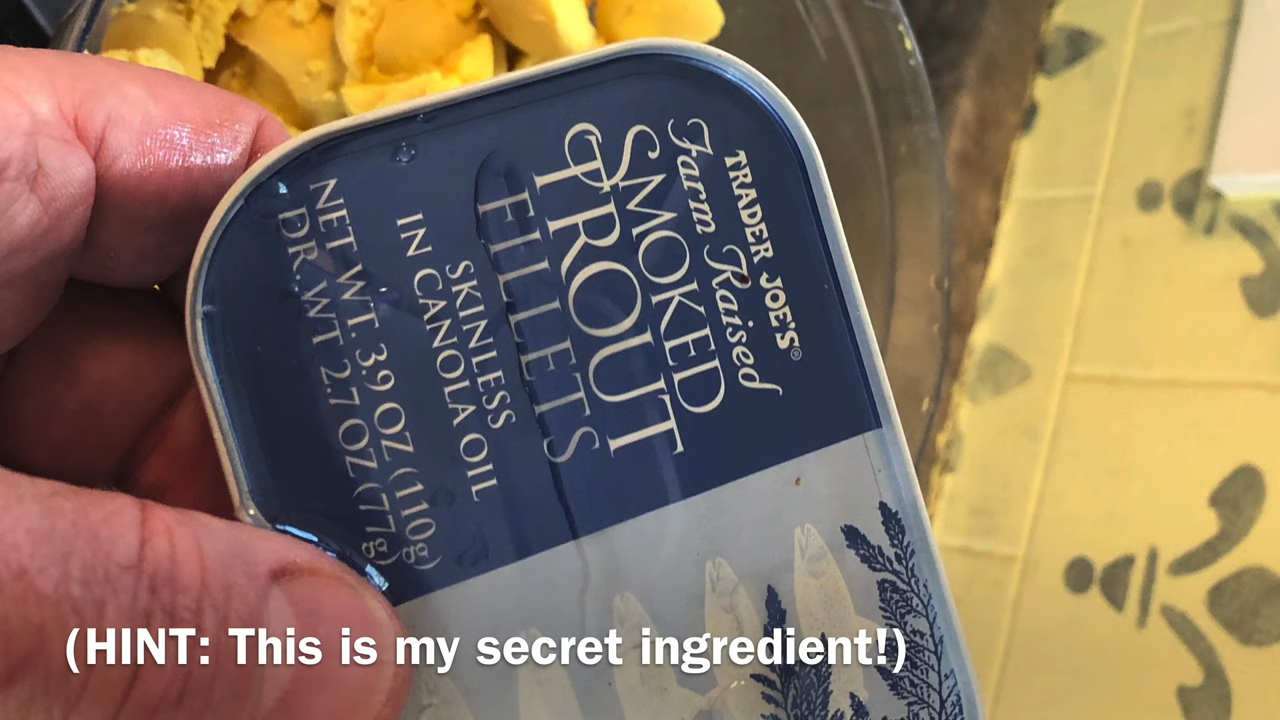 TRADER JOE'S®
Farm Raised
SMOKED
TROUT
FILLETS
SKINLESS
IN CANOLA OIL
NET WT. 3.9 OZ (110g)
DR. WT 2.7 OZ (77g)
(HINT: This is my secret ingredient!)